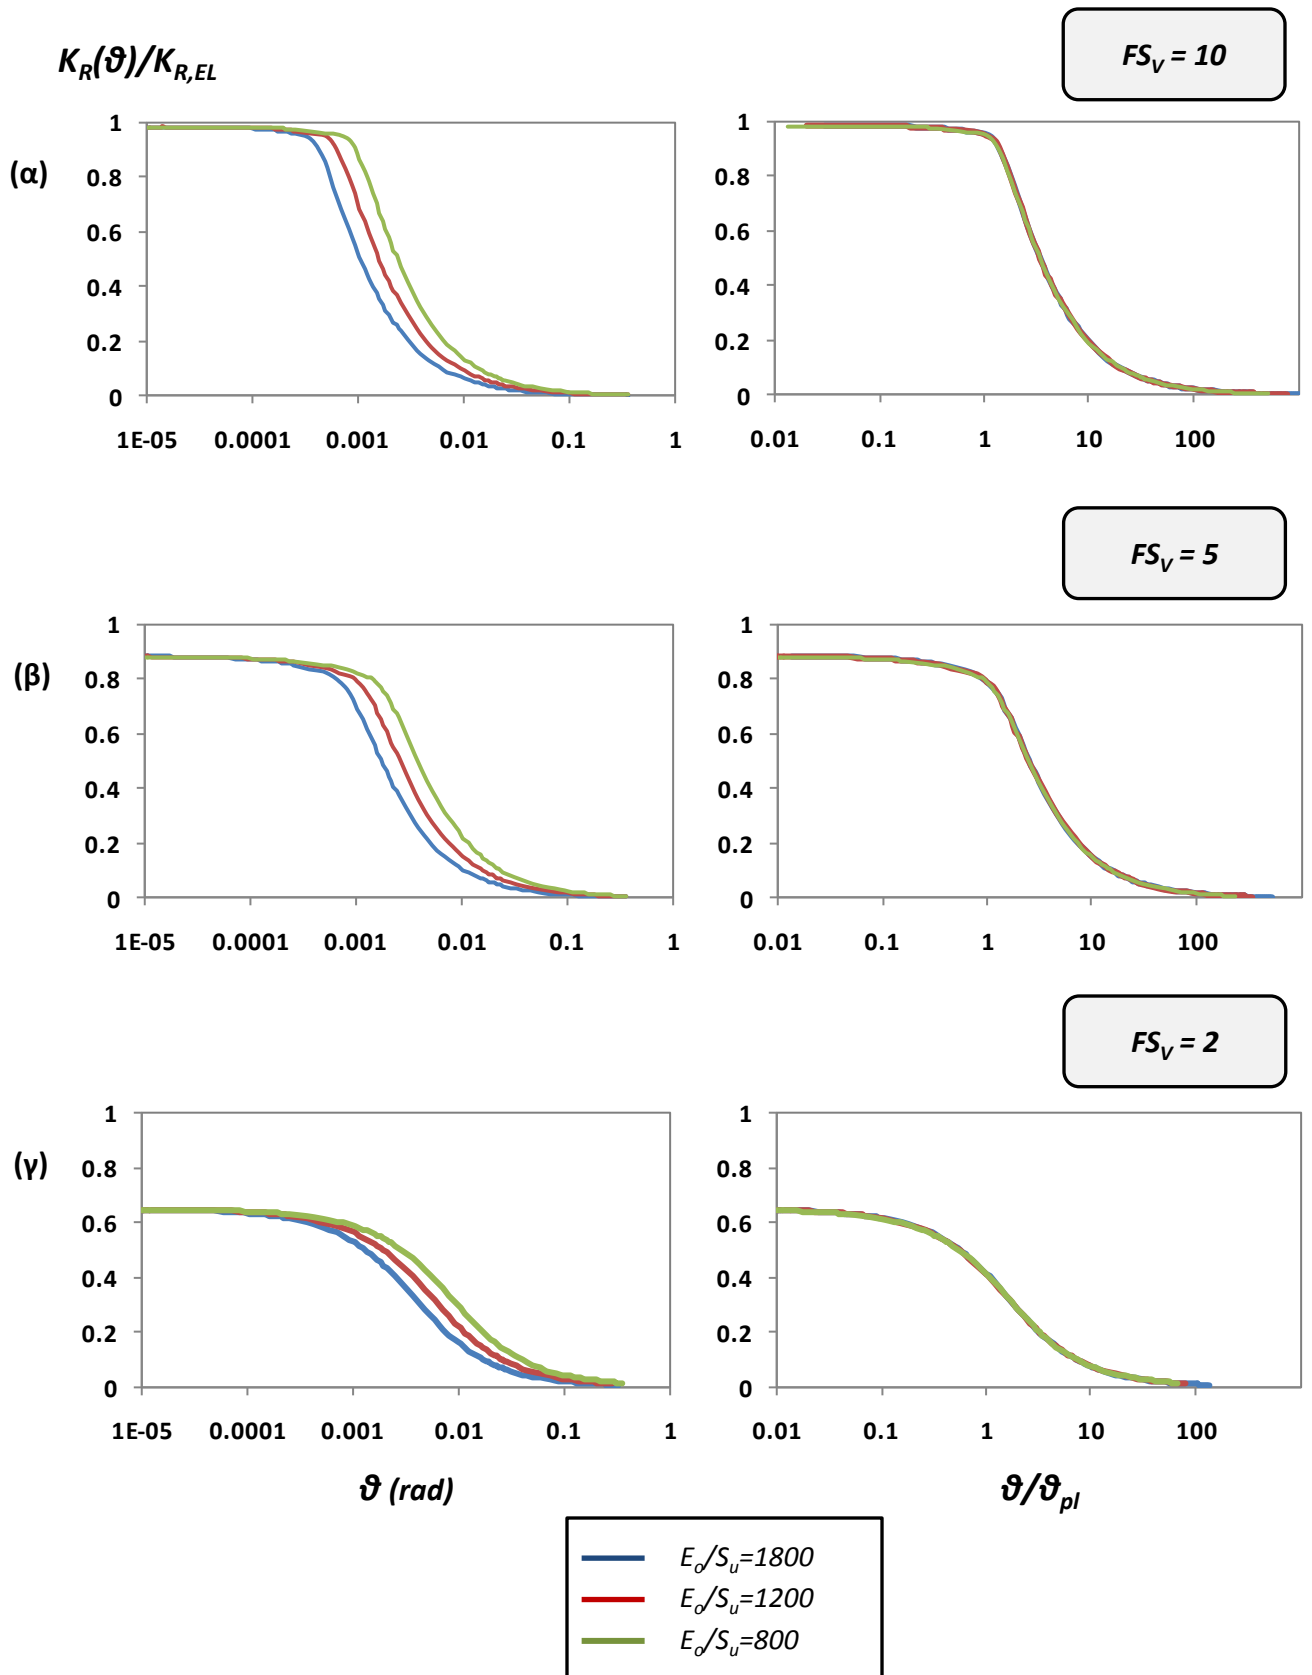 K_R(ϑ)/K_R,EL
FS_V = 10
(α)
1
0.8
0.6
0.4
0.2
0
1E-05 0.0001 0.001 0.01 0.1 1
1
0.8
0.6
0.4
0.2
0
0.01 0.1 1 10 100
FS_V = 5
(β)
1
0.8
0.6
0.4
0.2
0
1E-05 0.0001 0.001 0.01 0.1 1
1
0.8
0.6
0.4
0.2
0
0.01 0.1 1 10 100
FS_V = 2
(γ)
1
0.8
0.6
0.4
0.2
0
1E-05 0.0001 0.001 0.01 0.1 1
1
0.8
0.6
0.4
0.2
0
0.01 0.1 1 10 100
ϑ (rad)
ϑ/ϑ_pl
E_o/S_u=1800
E_o/S_u=1200
E_o/S_u=800